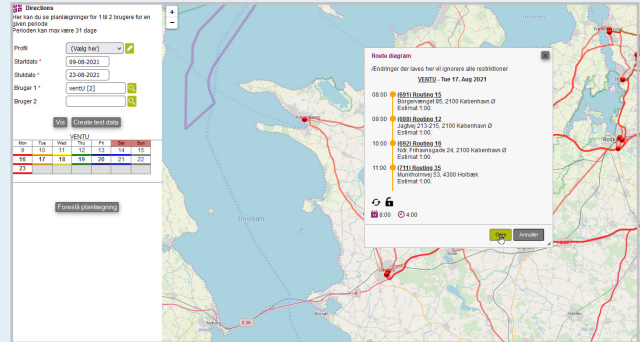 Directions
Her kan du se planlægninger for 1 til 2 brugere for en
given periode
Perioden kan max være 31 dage
Profil
(Vælg her)
Startdato *
09-08-2021
Slutdato *
23-08-2021
Bruger 1 *
ventU [2]
Bruger 2
Vis Create test data
VENTU
Mon Tue Wed Thu Fri Sat Sun
9 10 11 12 13 14 15
16 17 18 19 20 21 22
23
Foreslå planlægning
+
−
Route diagram
x
Ændringer der laves her vil ignorere alle restriktioner
VENTU - Tue 17. Aug 2021
08:00 (691) Routing 15
Borgervænget 85, 2100 København Ø
Estimat 1:00.
09:00 (688) Routing 12
Jagtvej 213-215, 2100 København Ø
Estimat 1:00.
10:00 (692) Routing 16
Ndr. Frihavnsgade 24, 2100 København Ø
Estimat 1:00.
11:00 (711) Routing 35
Munkholmvej 53, 4300 Holbæk
Estimat 1:00.
8:00 4:00
Gem Annuller
Storebælt
Nyborg
E 20
Korsør
Haslev